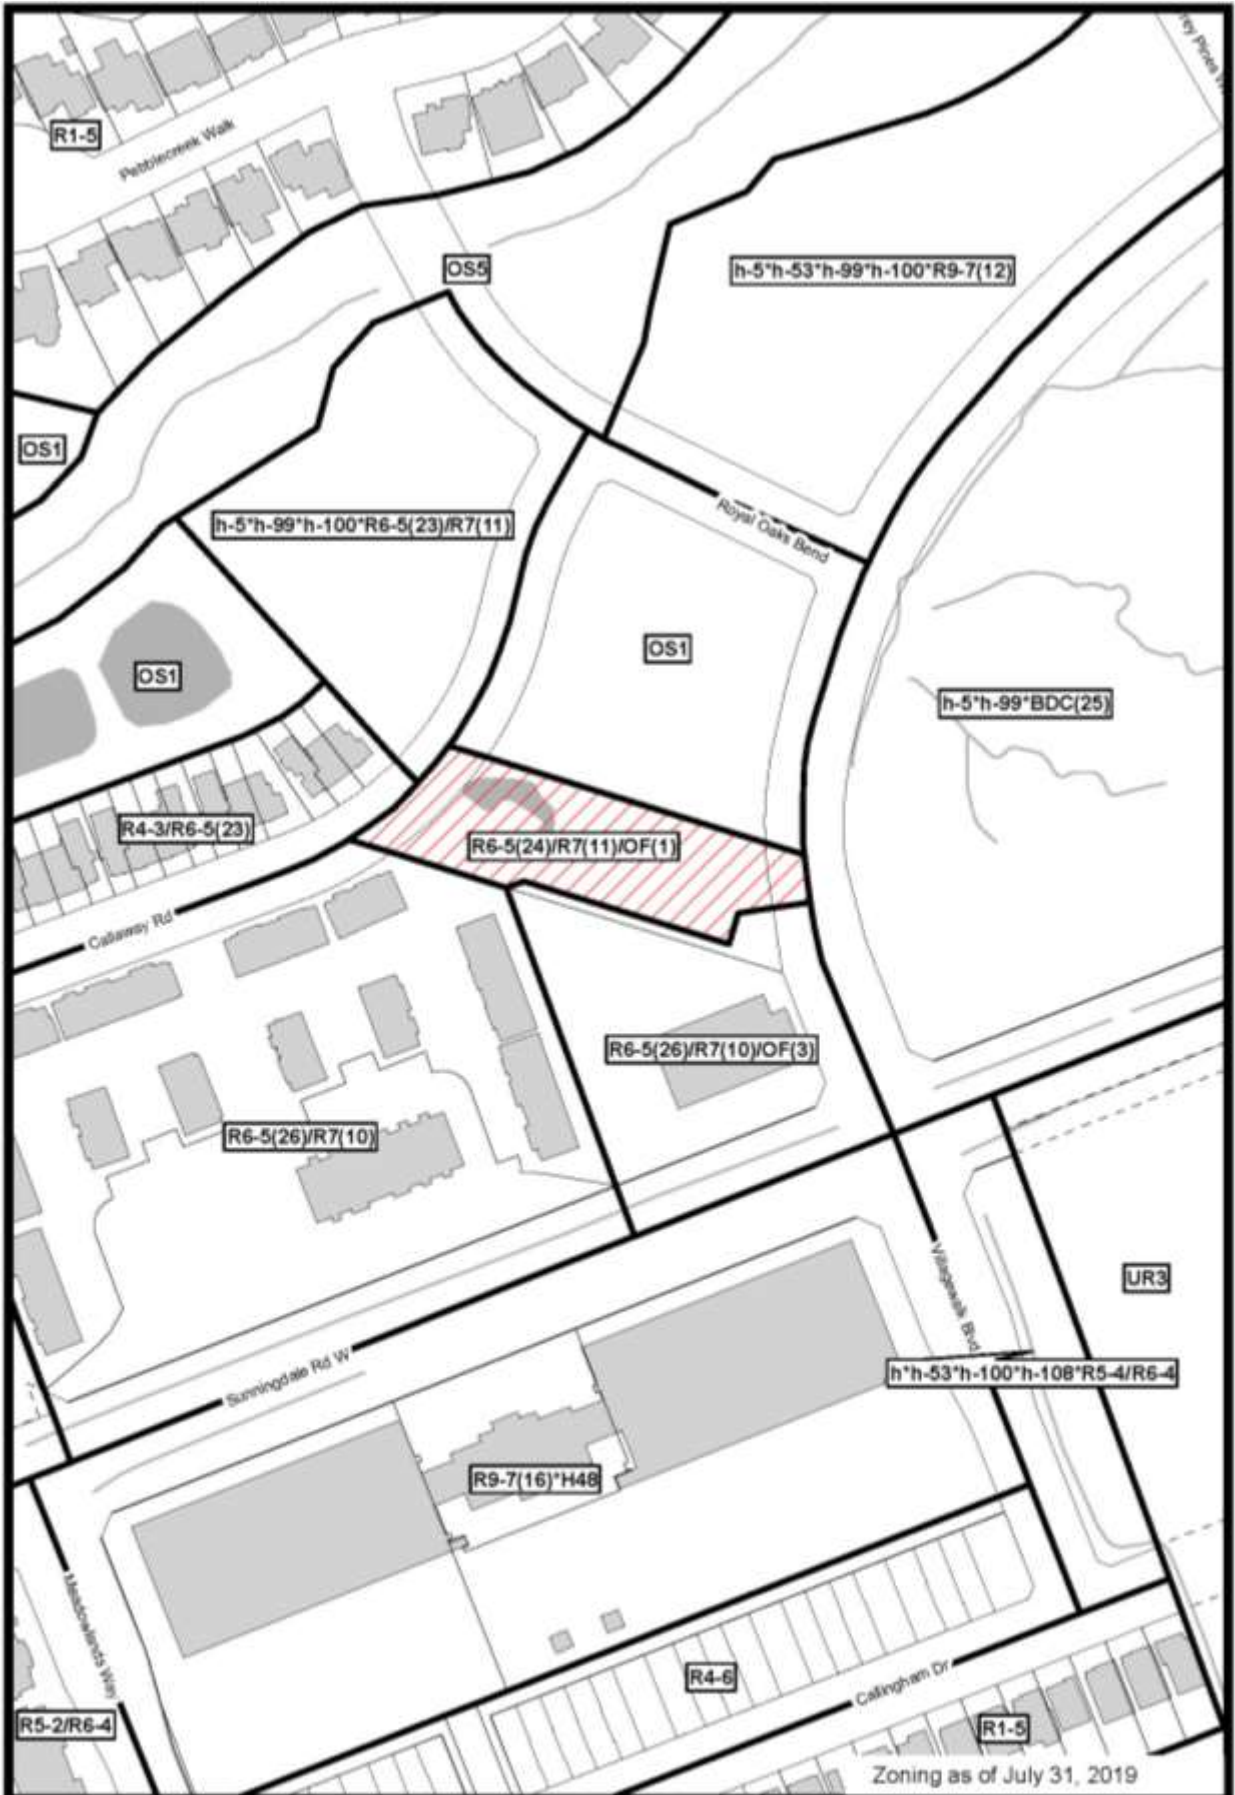 R1-5
Pebblecreek Walk
OS5
h-5*h-53*h-99*h-100*R9-7(12)
OS1
h-5*h-99*h-100*R6-5(23)/R7(11)
Royal Oaks Bend
OS1
OS1
h-5*h-99*BDC(25)
R4-3/R6-5(23)
R6-5(24)/R7(11)/OF(1)
Callaway Rd
R6-5(26)/R7(10)/OF(3)
R6-5(26)/R7(10)
Villagewalk Blvd
UR3
Sunningdale Rd W
h*h-53*h-100*h-108*R5-4/R6-4
R9-7(16)*H48
Meadowlands Way
R4-6
Callingham Dr
R5-2/R6-4
R1-5
Zoning as of July 31, 2019